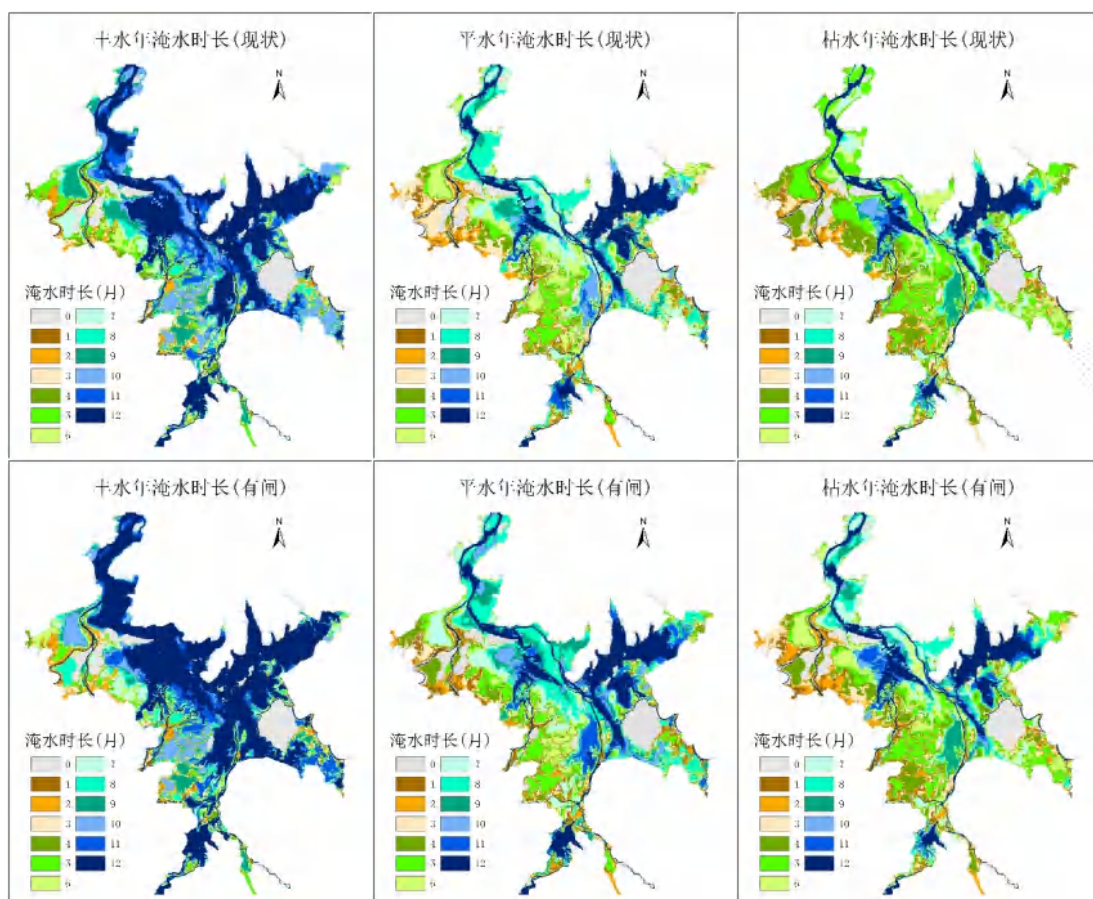 丰水年淹水时长(现状)
N
淹水时长(月)
0 7
1 8
2 9
3 10
4 11
5 12
6
平水年淹水时长(现状)
N
淹水时长(月)
0 7
1 8
2 9
3 10
4 11
5 12
6
枯水年淹水时长(现状)
N
淹水时长(月)
0 7
1 8
2 9
3 10
4 11
5 12
6
丰水年淹水时长(有闸)
N
淹水时长(月)
0 7
1 8
2 9
3 10
4 11
5 12
6
平水年淹水时长(有闸)
N
淹水时长(月)
0 7
1 8
2 9
3 10
4 11
5 12
6
枯水年淹水时长(有闸)
N
淹水时长(月)
0 7
1 8
2 9
3 10
4 11
5 12
6